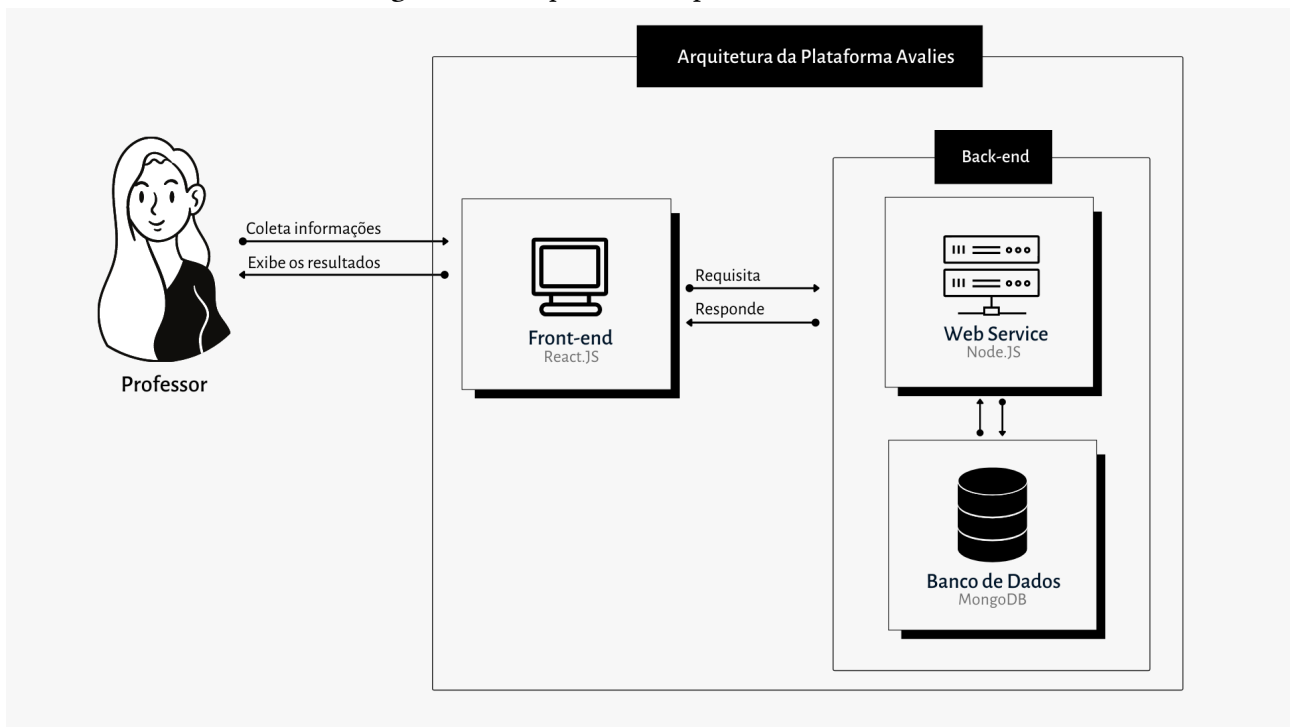 Arquitetura da Plataforma Avalies
Back-end
Coleta informações
Exibe os resultados
Requisita
Responde
Front-end
React.JS
Web Service
Node.JS
Professor
Banco de Dados
MongoDB